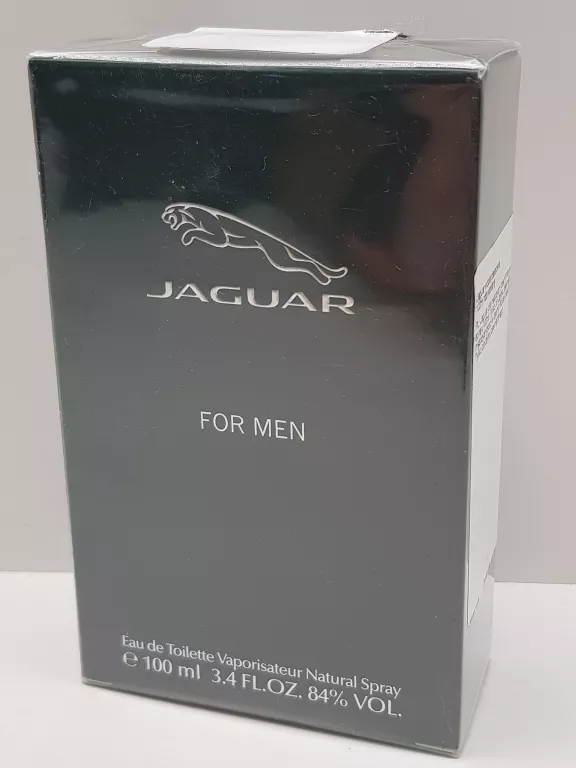 JAGUAR
FOR MEN
Eau de Toilette Vaporisateur Natural Spray
℮ 100 ml 3.4 FL.OZ. 84% VOL.